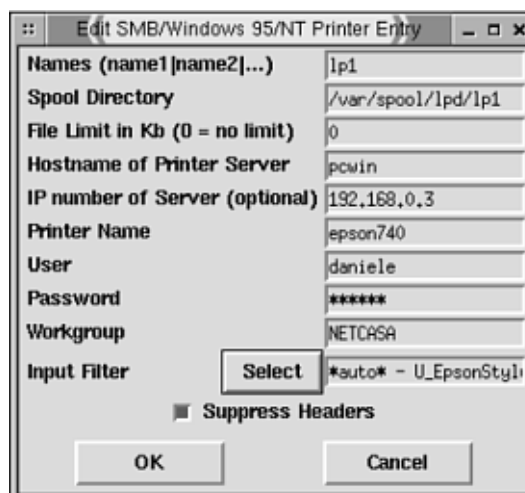 Edit SMB/Windows 95/NT Printer Entry
Names (name1|name2|...) lp1
Spool Directory /var/spool/lpd/lp1
File Limit in Kb (0 = no limit) 0
Hostname of Printer Server pcwin
IP number of Server (optional) 192.168.0.3
Printer Name epson740
User daniele
Password ******
Workgroup NETCASA
Input Filter Select *auto* - U_EpsonStyl
Suppress Headers
OK Cancel